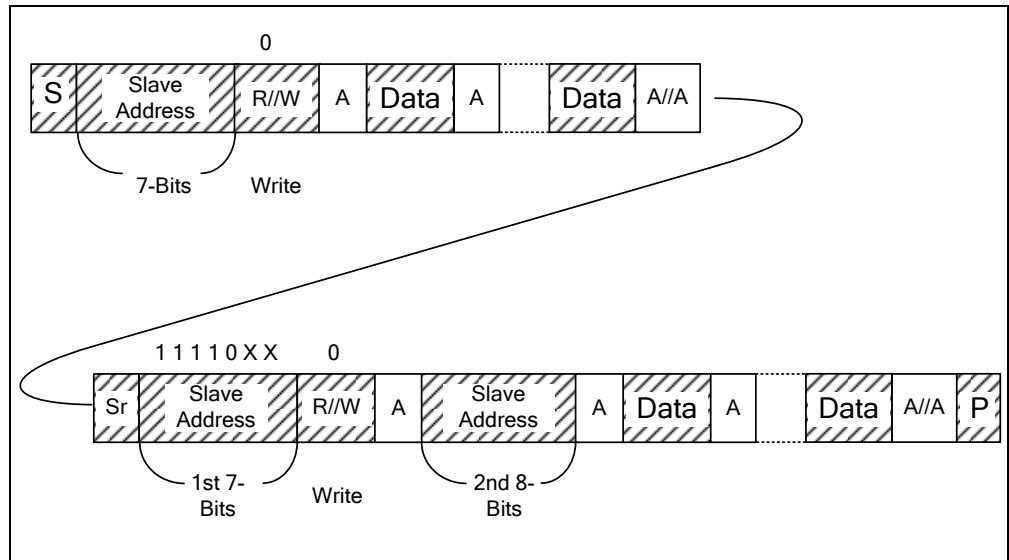 0
S Slave Address R//W A Data A Data A//A
7-Bits Write
1 1 1 1 0 X X 0
Sr Slave Address R//W A Slave Address A Data A Data A//A P
1st 7-Bits Write 2nd 8-Bits